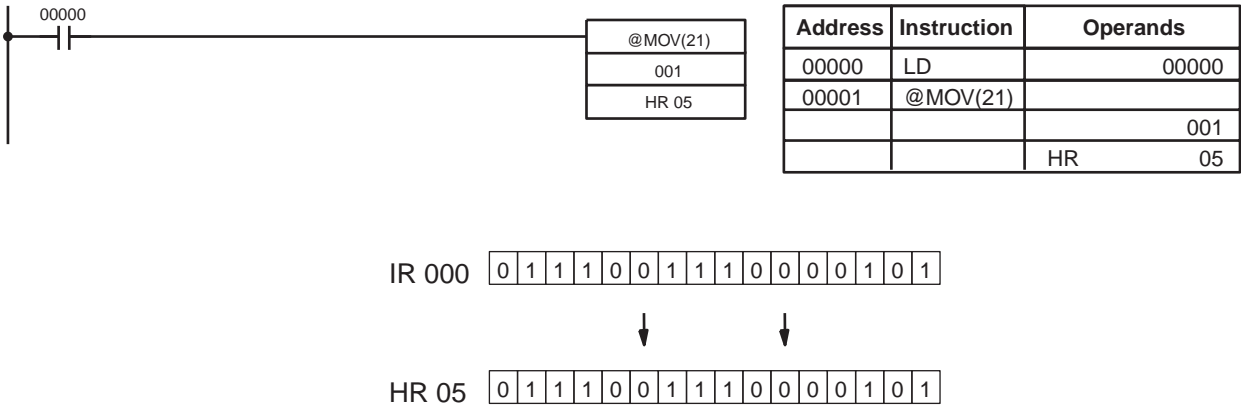 00000
@MOV(21)
001
HR 05
Address Instruction Operands
00000 LD 00000
00001 @MOV(21)
001
HR 05
IR 000 0 1 1 1 0 0 1 1 1 0 0 0 0 1 0 1
HR 05 0 1 1 1 0 0 1 1 1 0 0 0 0 1 0 1